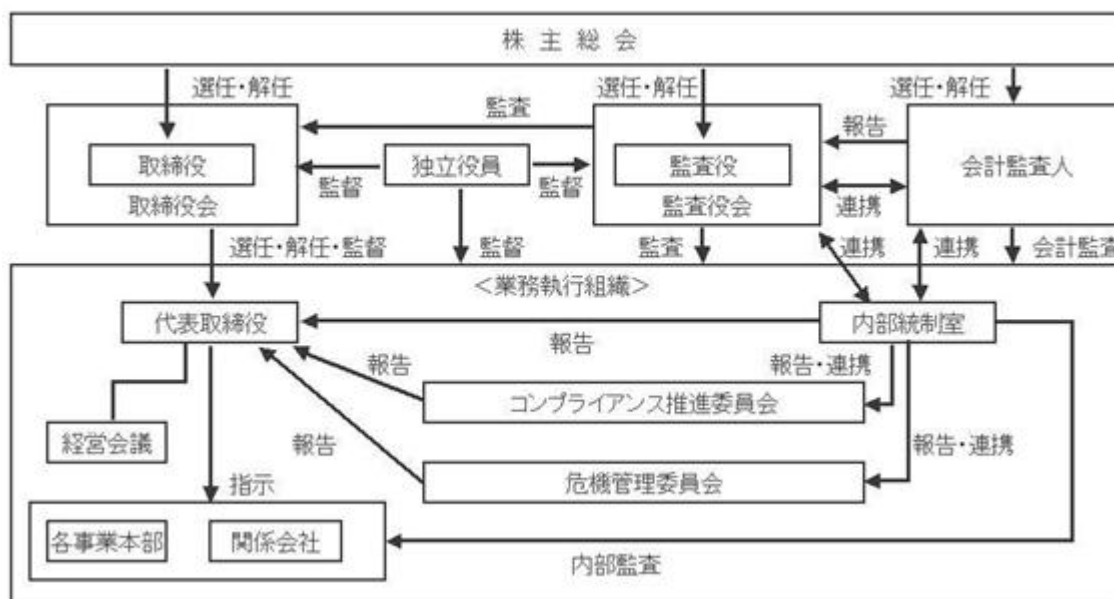 株主総会
選任・解任
選任・解任
選任・解任
監査
報告
取締役
独立役員
監査役
会計監査人
監督
監督
取締役会
監査役会
連携
選任・解任・監督
監督
監査
連携
連携
会計監査
＜業務執行組織＞
代表取締役
内部統制室
報告
報告
報告・連携
コンプライアンス推進委員会
経営会議
報告
報告・連携
危機管理委員会
指示
各事業本部
関係会社
内部監査